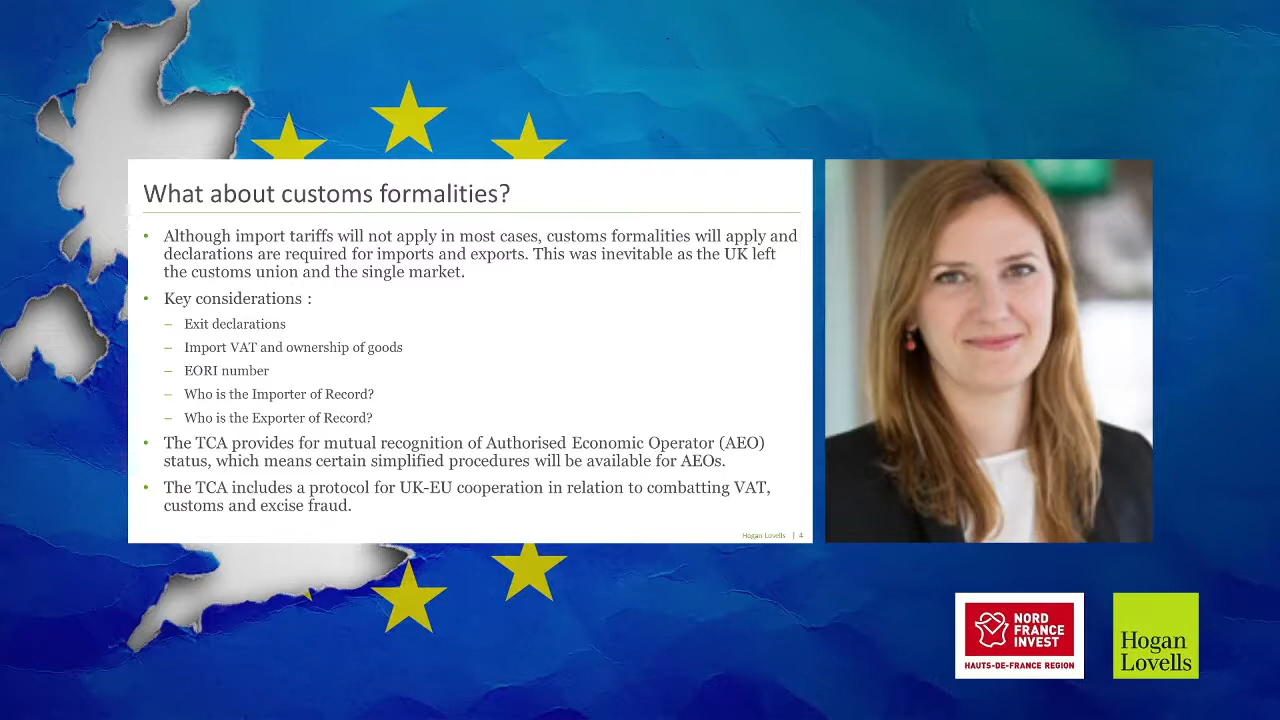 What about customs formalities?
• Although import tariffs will not apply in most cases, customs formalities will apply and
declarations are required for imports and exports. This was inevitable as the UK left
the customs union and the single market.
• Key considerations :
– Exit declarations
– Import VAT and ownership of goods
– EORI number
– Who is the Importer of Record?
– Who is the Exporter of Record?
• The TCA provides for mutual recognition of Authorised Economic Operator (AEO)
status, which means certain simplified procedures will be available for AEOs.
• The TCA includes a protocol for UK-EU cooperation in relation to combatting VAT,
customs and excise fraud.
Hogan Lovells | 4
NORD
FRANCE
INVEST
HAUTS-DE-FRANCE REGION
Hogan
Lovells